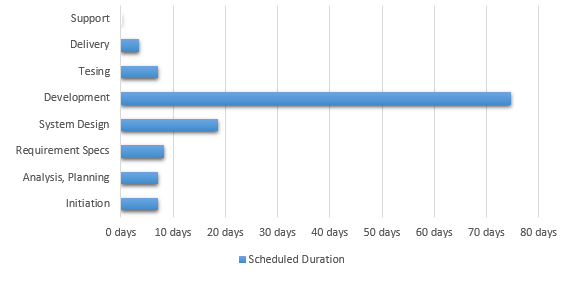 Support
Delivery
Tesing
Development
System Design
Requirement Specs
Analysis, Planning
Initiation
0 days 10 days 20 days 30 days 40 days 50 days 60 days 70 days 80 days
Scheduled Duration